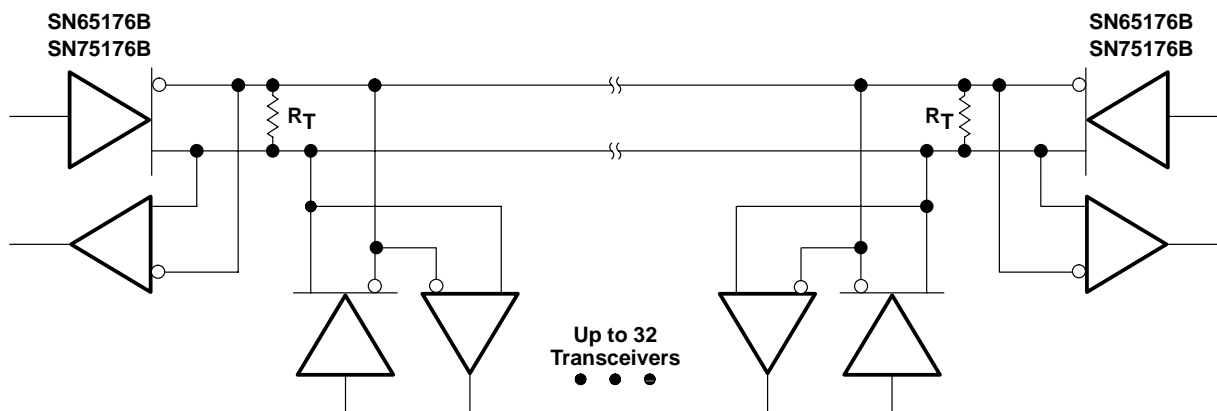 SN65176B
SN75176B
SN65176B
SN75176B
RT
RT
Up to 32
Transceivers